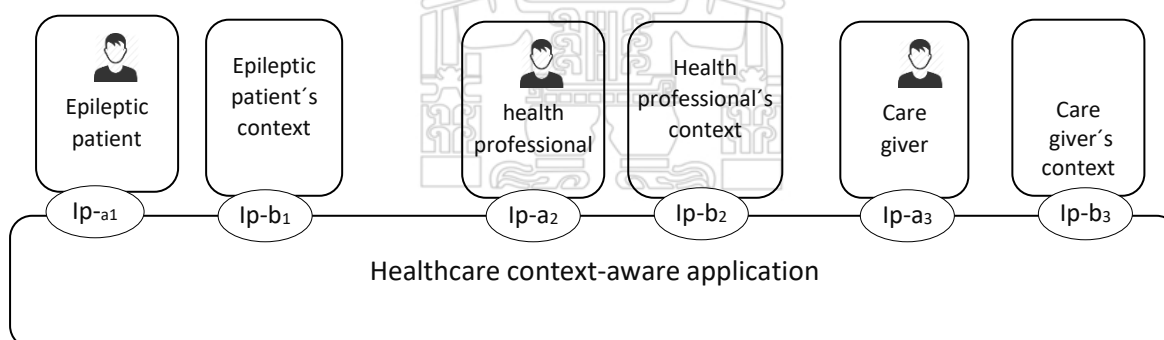 Epileptic
patient
Epileptic
patient´s
context
health
professional
Health
professional´s
context
Care
giver
Care
giver´s
context
Ip-a1
Ip-b1
Ip-a2
Ip-b2
Ip-a3
Ip-b3
Healthcare context-aware application